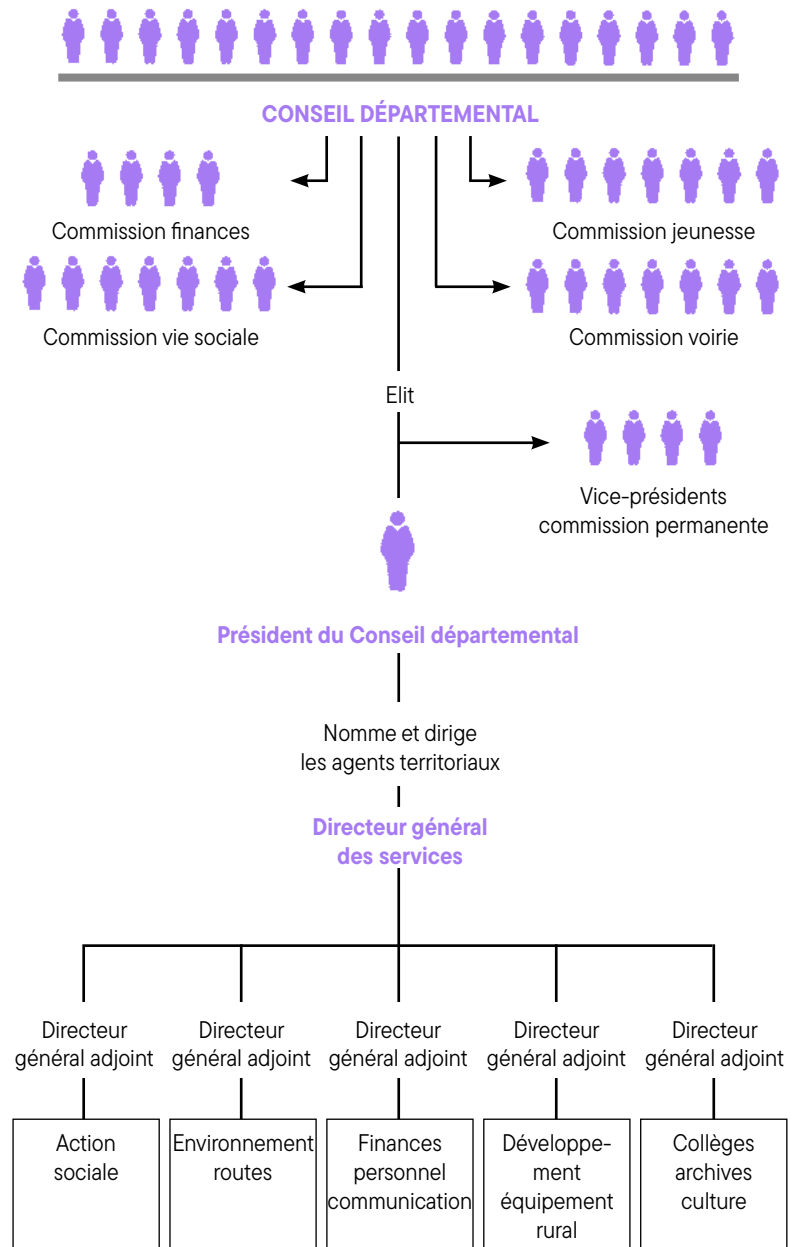 CONSEIL DÉPARTEMENTAL
Commission finances
Commission jeunesse
Commission vie sociale
Commission voirie
Elit
Vice-présidents
commission permanente
Président du Conseil départemental
Nomme et dirige
les agents territoriaux
Directeur général
des services
Directeur
général adjoint
Directeur
général adjoint
Directeur
général adjoint
Directeur
général adjoint
Directeur
général adjoint
Action
sociale
Environnement
routes
Finances
personnel
communication
Développe-
ment
équipement
rural
Collèges
archives
culture